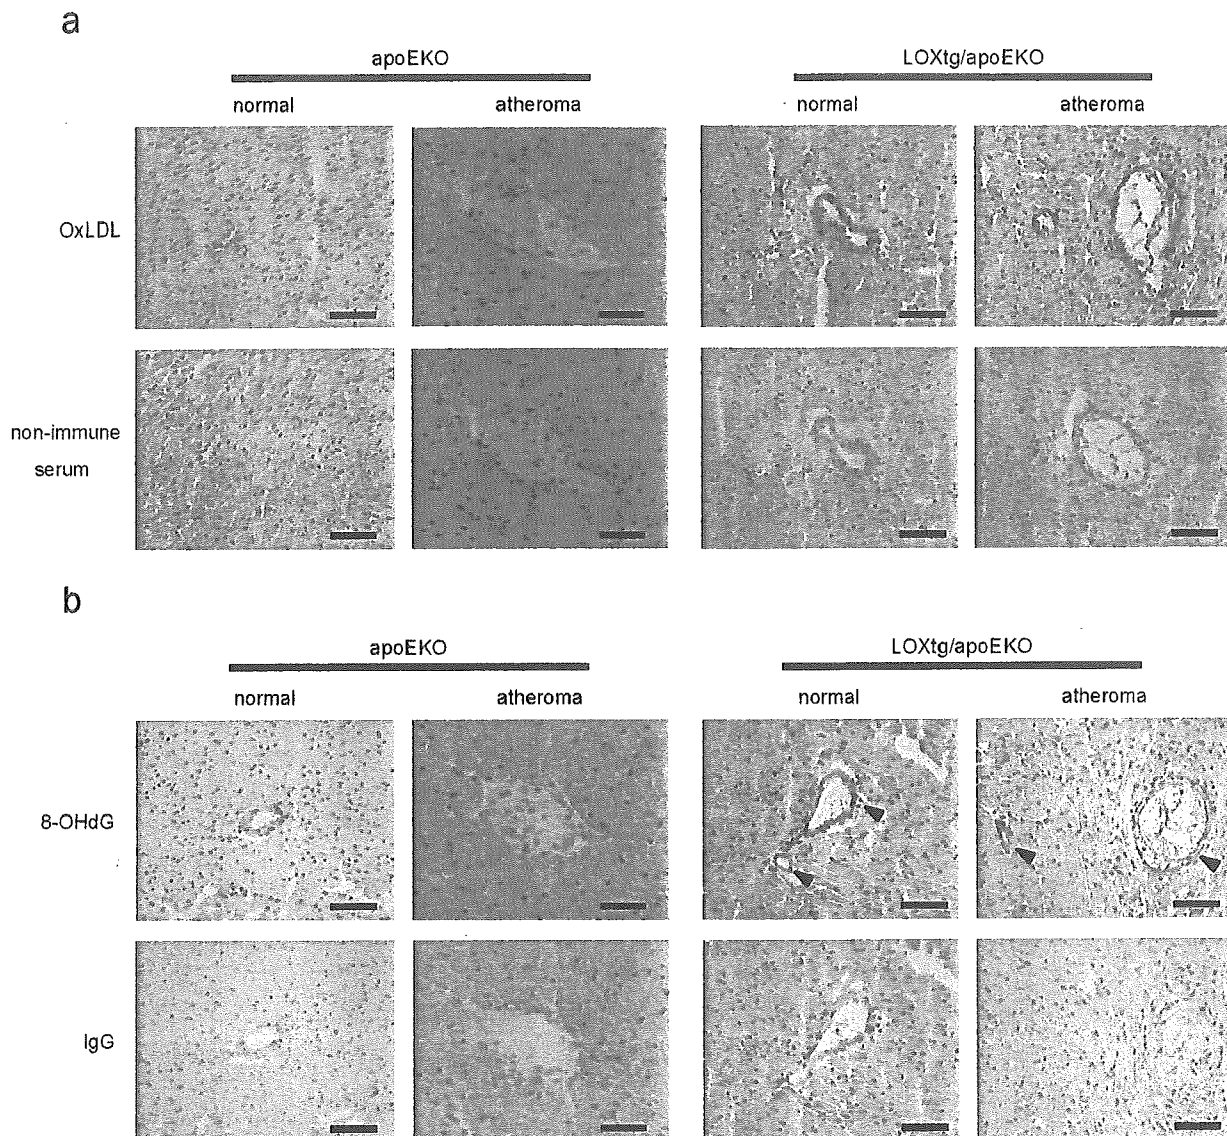 a
apoEKO
LOXtg/apoEKO
normal
atheroma
normal
atheroma
OxLDL
non-immune
serum
b
apoEKO
LOXtg/apoEKO
normal
atheroma
normal
atheroma
8-OHdG
IgG